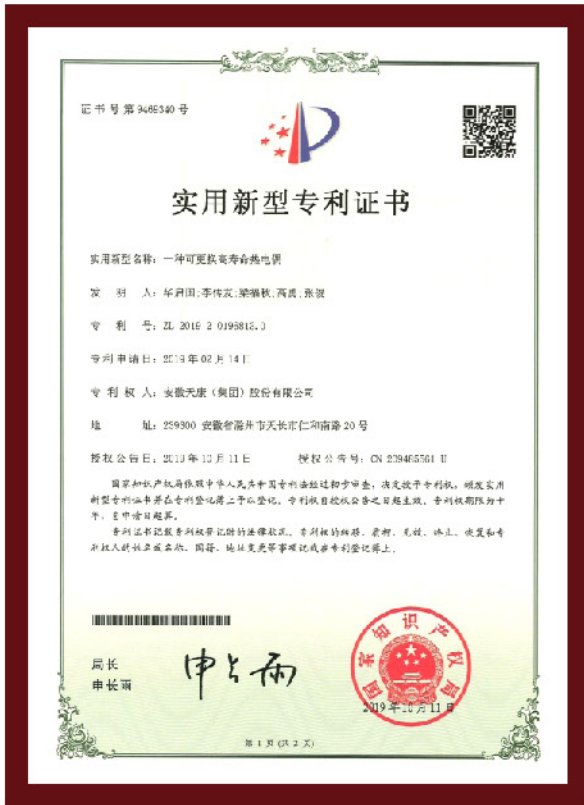 证书号第9469340号
实用新型专利证书
实用新型名称：一种可更换高寿命热电偶
发 明 人：华启国;李传友;梁福秋;高勇;张波
专 利 号：ZL 2019 2 0196813.3
专利申请日：2019年02月14日
专 利 权 人：安徽天康（集团）股份有限公司
地 址：239300 安徽省滁州市天长市仁和南路20号
授权公告日：2019年10月11日 授权公告号：CN 209485561 U
国家知识产权局依照中华人民共和国专利法经过初步审查，决定授予专利权，颁发实用
新型专利证书并在专利登记簿上予以登记。专利权自授权公告之日起生效。专利权期限为十
年，自申请日起算。
专利证书记载专利权登记时的法律状况。专利权的转移、质押、无效、终止、恢复和专
利权人的姓名或名称、国籍、地址变更等事项记载在专利登记簿上。
局长
申长雨
申长雨
国家知识产权局
2019年10月11日
第 1 页 (共 2 页)